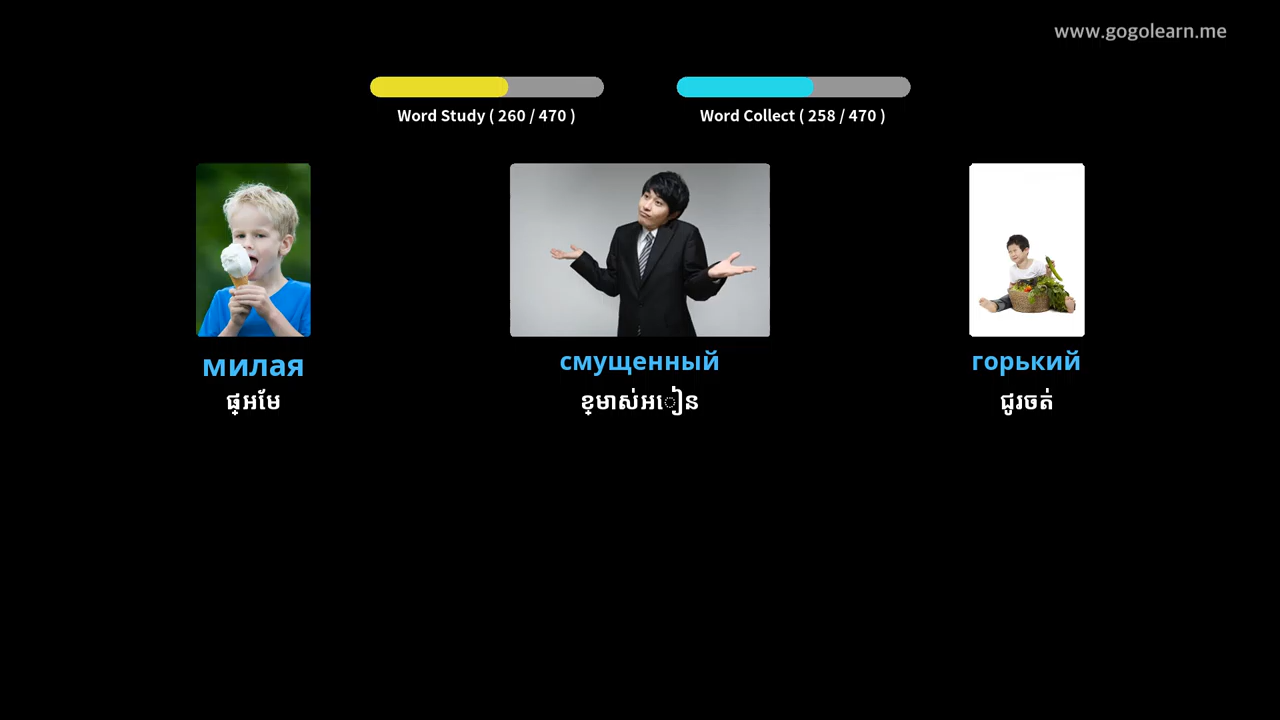 www.gogolearn.me
Word Study ( 260 / 470 )
Word Collect ( 258 / 470 )
милая
смущенный
горький
ផ្អមែ
ខ្មាស់អៀន
ជូរចត់